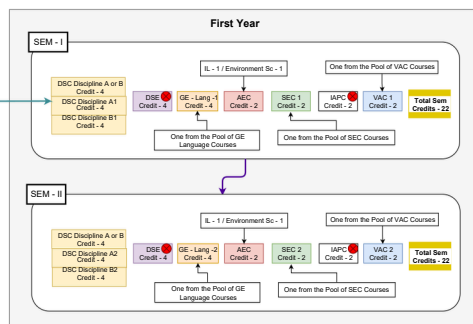 First Year
SEM - I
DSC Discipline A or B
Credit - 4
DSC Discipline A1
Credit - 4
DSC Discipline B1
Credit - 4
IL - 1 / Environment Sc - 1
One from the Pool of VAC Courses
DSE
Credit - 4
GE - Lang -1
Credit - 4
AEC
Credit - 2
SEC 1
Credit - 2
IAPC
Credit - 2
VAC 1
Credit - 2
Total Sem
Credits - 22
One from the Pool of GE
Language Courses
One from the Pool of SEC Courses
SEM - II
DSC Discipline A or B
Credit - 4
DSC Discipline A2
Credit - 4
DSC Discipline B2
Credit - 4
IL - 1 / Environment Sc - 1
One from the Pool of VAC Courses
DSE
Credit - 4
GE - Lang -2
Credit - 4
AEC
Credit - 2
SEC 2
Credit - 2
IAPC
Credit - 2
VAC 2
Credit - 2
Total Sem
Credits - 22
One from the Pool of GE
Language Courses
One from the Pool of SEC Courses